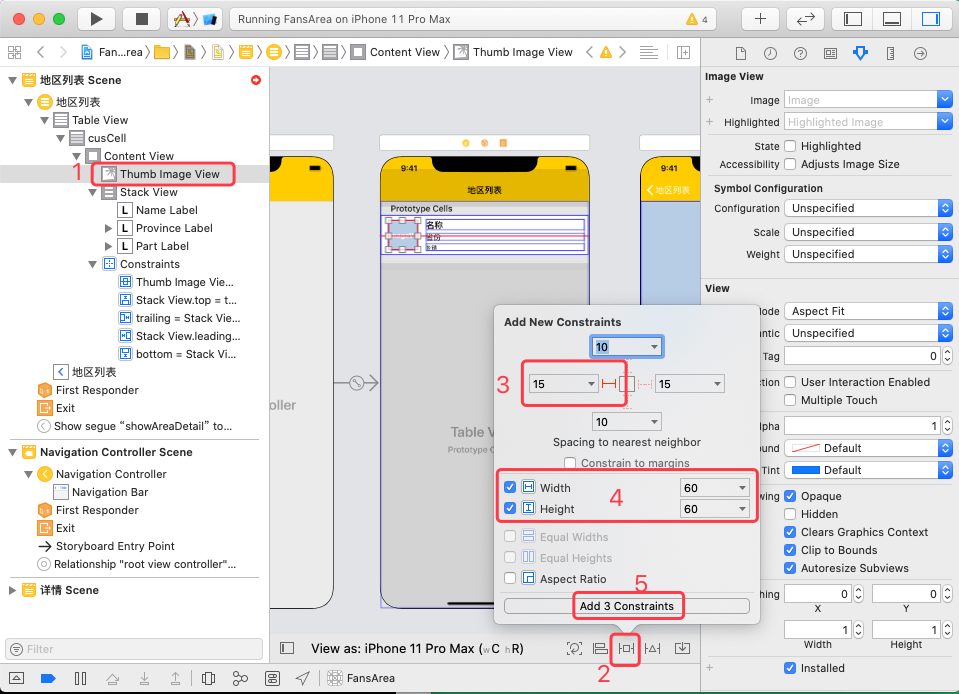 Running FansArea on iPhone 11 Pro Max
4
Fan...rea
Content View
Thumb Image View
地区列表 Scene
地区列表
Table View
cusCell
Content View
1
Thumb Image View
Stack View
L Name Label
L Province Label
L Part Label
Constraints
Thumb Image Vie...
Stack View.top = t...
trailing = Stack Vie...
Stack View.leading...
bottom = Stack Vi...
地区列表
First Responder
Exit
Show segue “showAreaDetail” to...
Navigation Controller Scene
Navigation Controller
Navigation Bar
First Responder
Exit
Storyboard Entry Point
Relationship "root view controller"...
详情 Scene
Filter
9:41
地区列表
Prototype Cells
名称
省份
9:41
地区列表
oller
Table V
Prototype C
Add New Constraints
10
3
15
15
10
Spacing to nearest neighbor
Constrain to margins
Width
60
4
Height
60
Equal Widths
Equal Heights
Aspect Ratio
5
Add 3 Constraints
View as: iPhone 11 Pro Max (wC hR)
2
FansArea
Image View
Image
Image
Highlighted
Highlighted Image
State
Highlighted
Accessibility
Adjusts Image Size
Symbol Configuration
Configuration
Unspecified
Scale
Unspecified
Weight
Unspecified
View
ode
Aspect Fit
ntic
Unspecified
Tag
0
ction
User Interaction Enabled
Multiple Touch
lpha
1
und
Default
Tint
Default
wing
Opaque
Hidden
Clears Graphics Context
Clip to Bounds
Autoresize Subviews
hing
0
0
X
Y
1
1
Width
Height
Installed